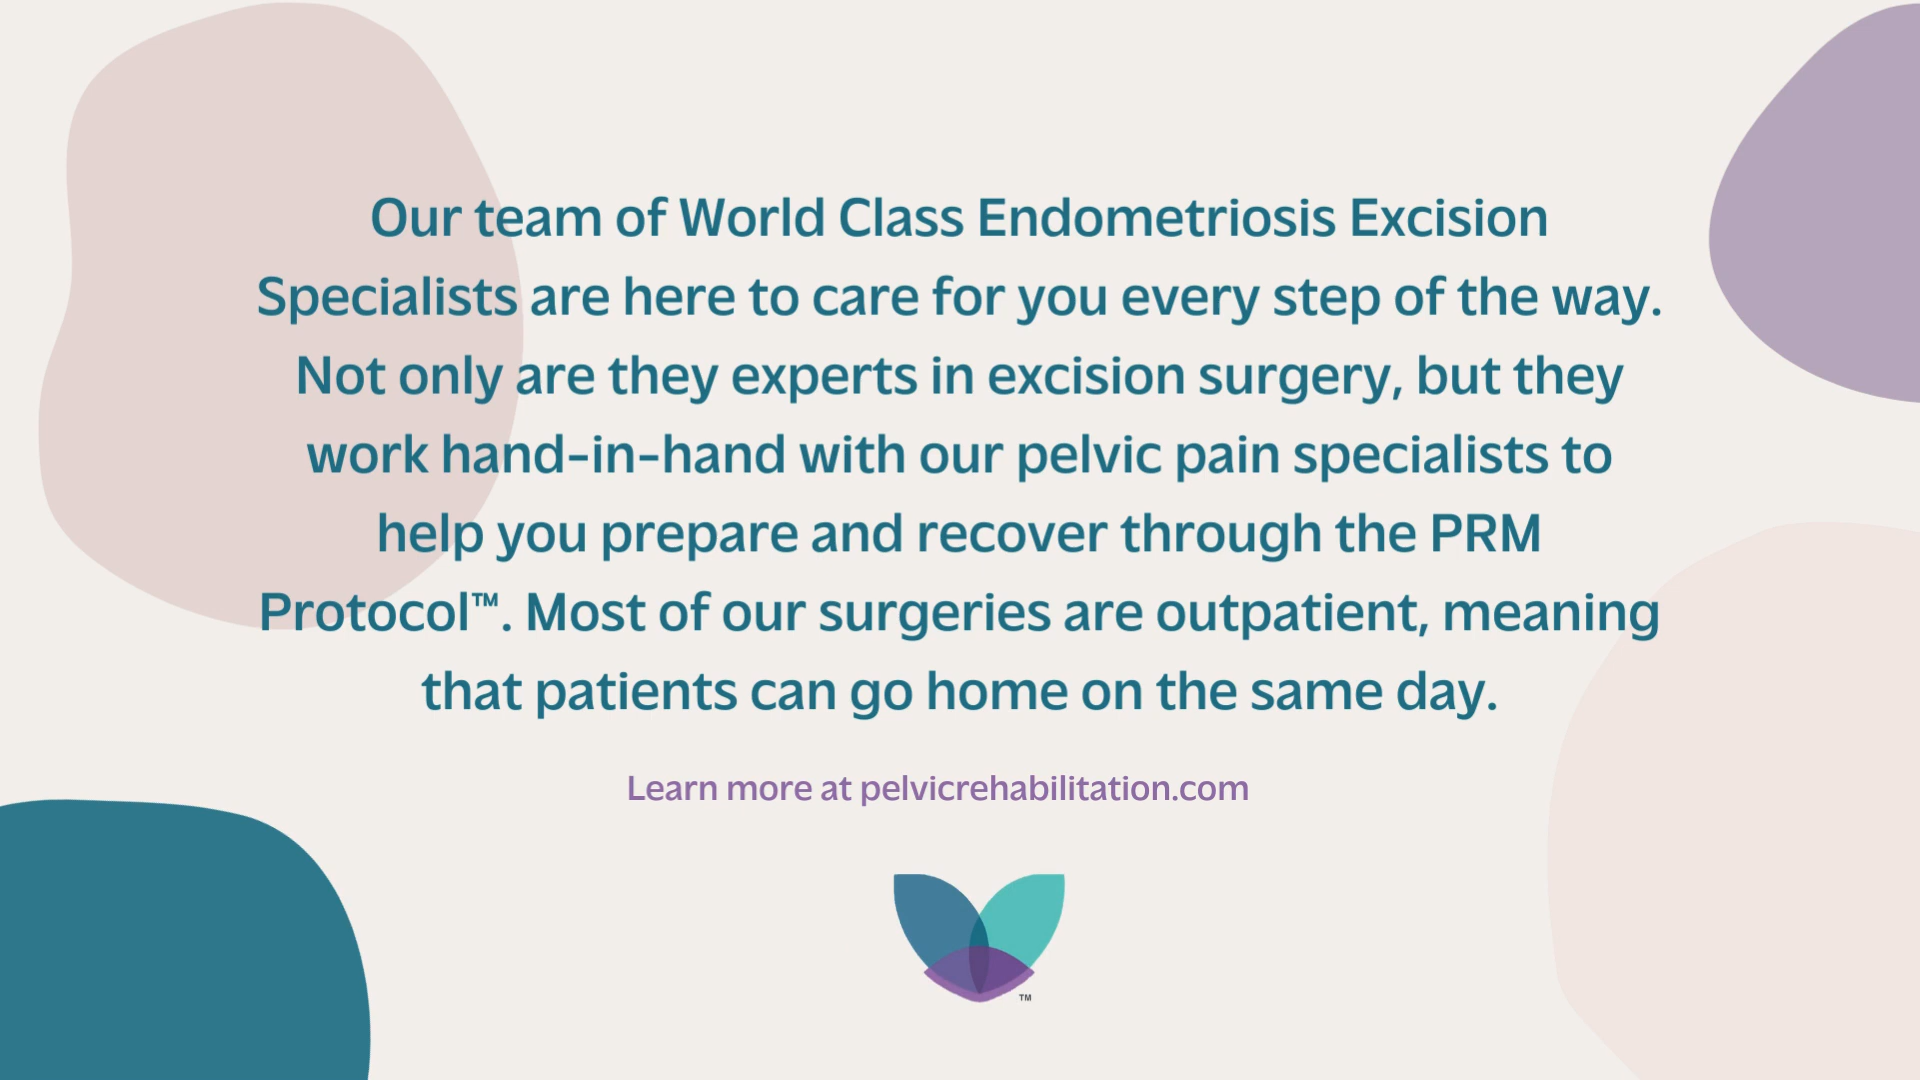 Our team of World Class Endometriosis Excision
Specialists are here to care for you every step of the way.
Not only are they experts in excision surgery, but they
work hand-in-hand with our pelvic pain specialists to
help you prepare and recover through the PRM
Protocol™. Most of our surgeries are outpatient, meaning
that patients can go home on the same day.
Learn more at pelvicrehabilitation.com
TM